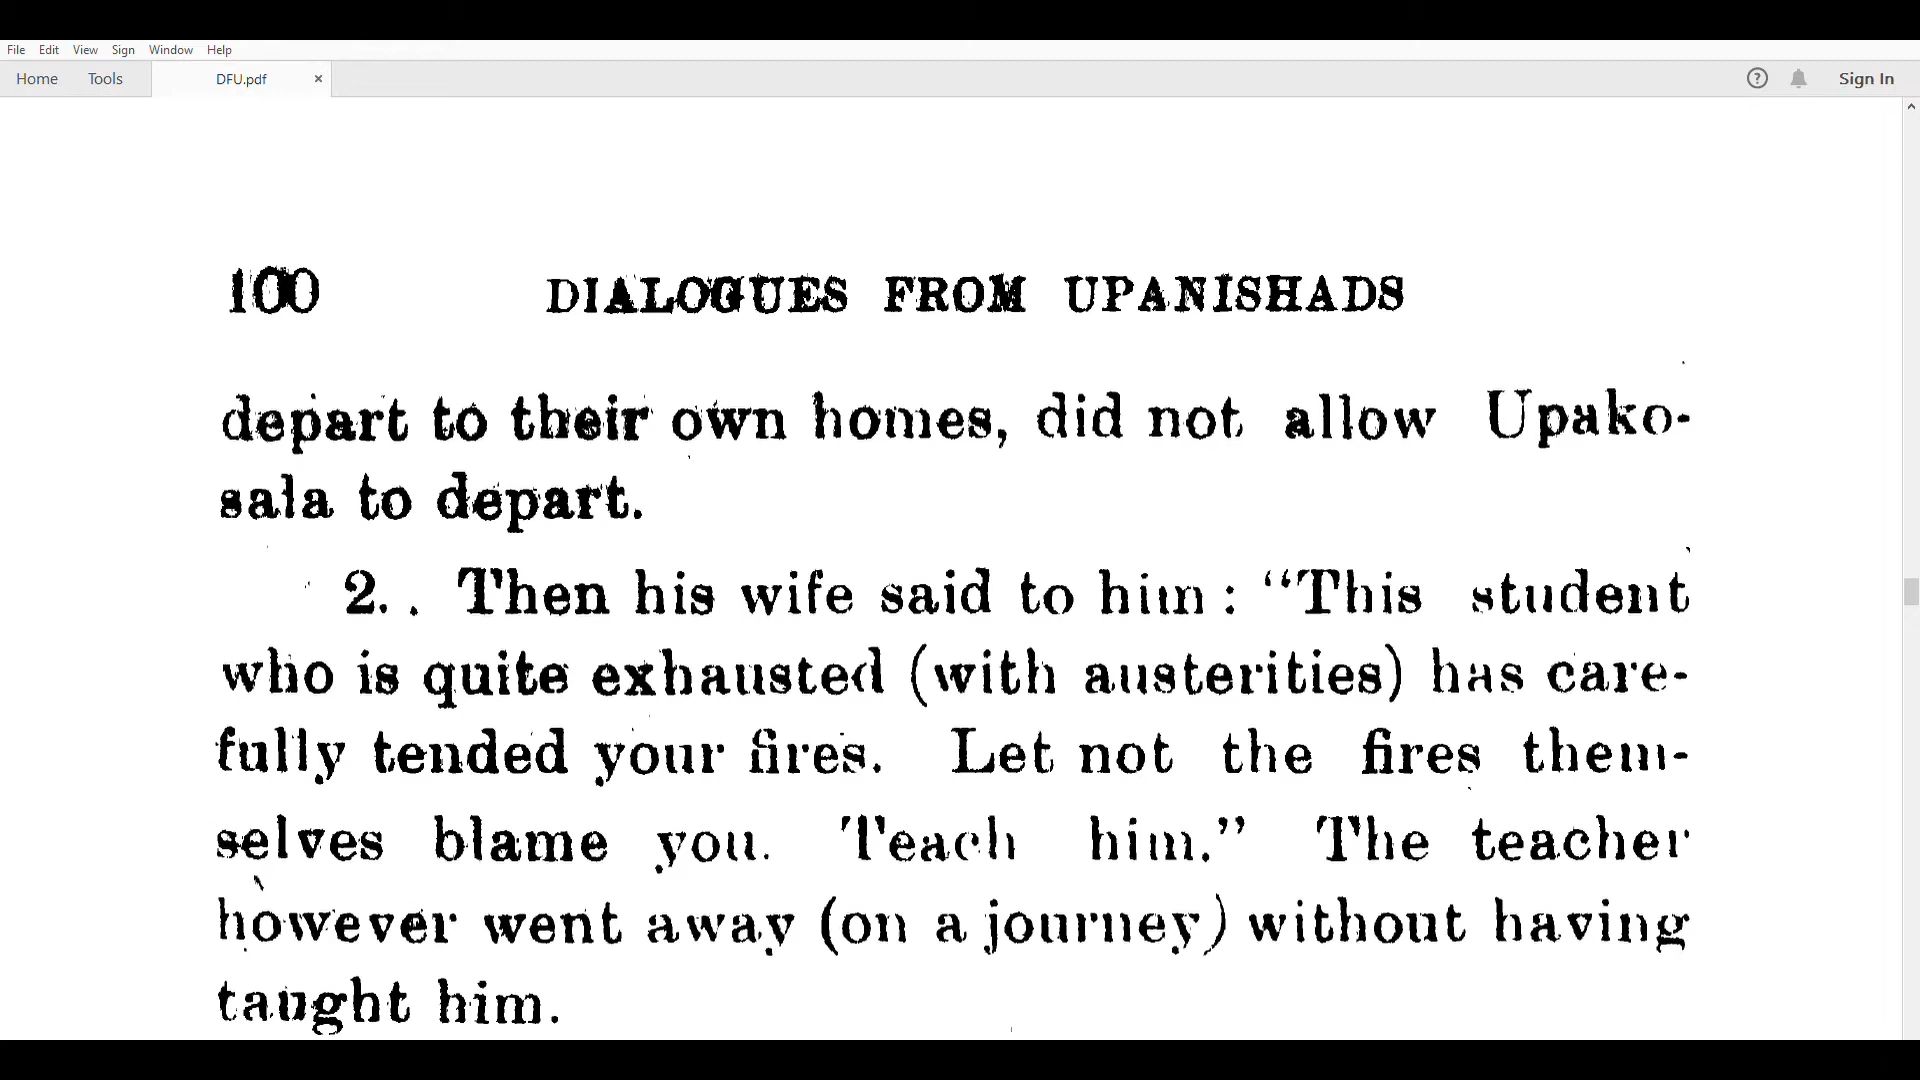 File Edit View Sign Window Help
Home Tools DFU.pdf × ? Sign In
100 DIALOGUES FROM UPANISHADS
depart to their own homes, did not allow Upako-
sala to depart.
2. . Then his wife said to him : “This student
who is quite exhausted (with austerities) has care-
fully tended your fires. Let not the fires them-
selves blame you. Teach him.” The teacher
however went away (on a journey) without having
taught him.